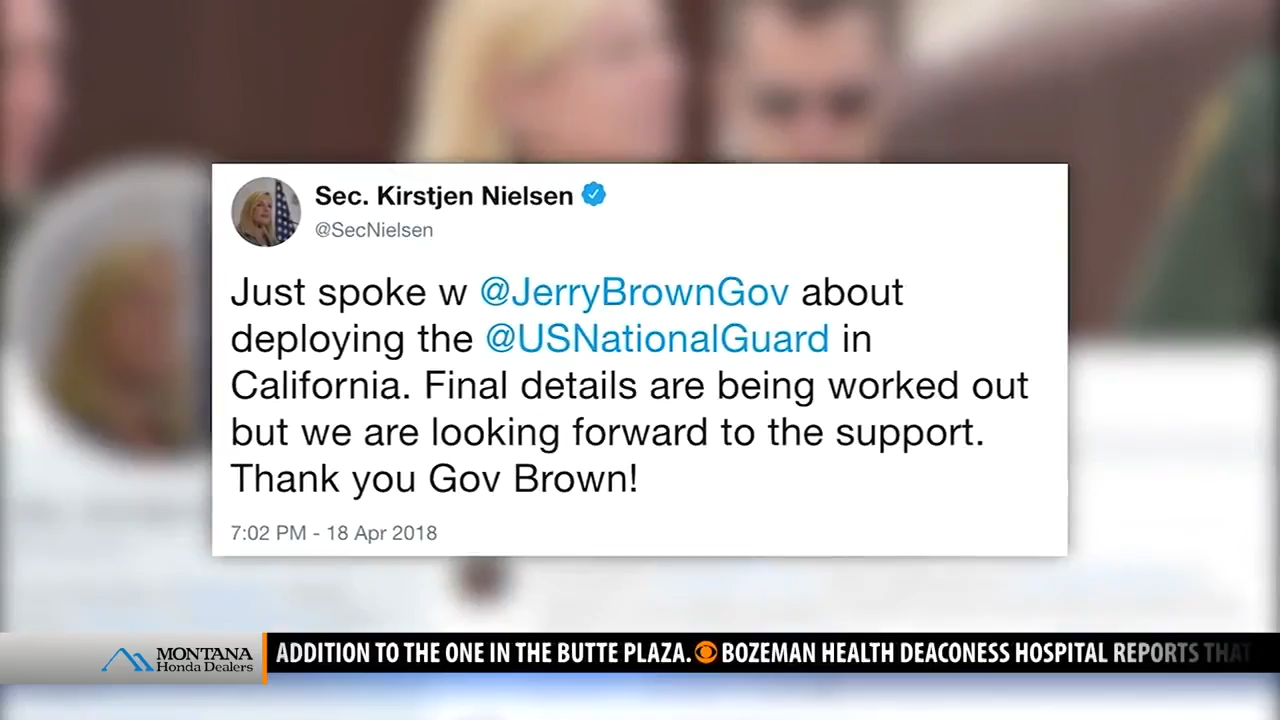 Sec. Kirstjen Nielsen
@SecNielsen
Just spoke w @JerryBrownGov about
deploying the @USNationalGuard in
California. Final details are being worked out
but we are looking forward to the support.
Thank you Gov Brown!
7:02 PM - 18 Apr 2018
MONTANA
Honda Dealers
ADDITION TO THE ONE IN THE BUTTE PLAZA. BOZEMAN HEALTH DEACONESS HOSPITAL REPORTS THAT